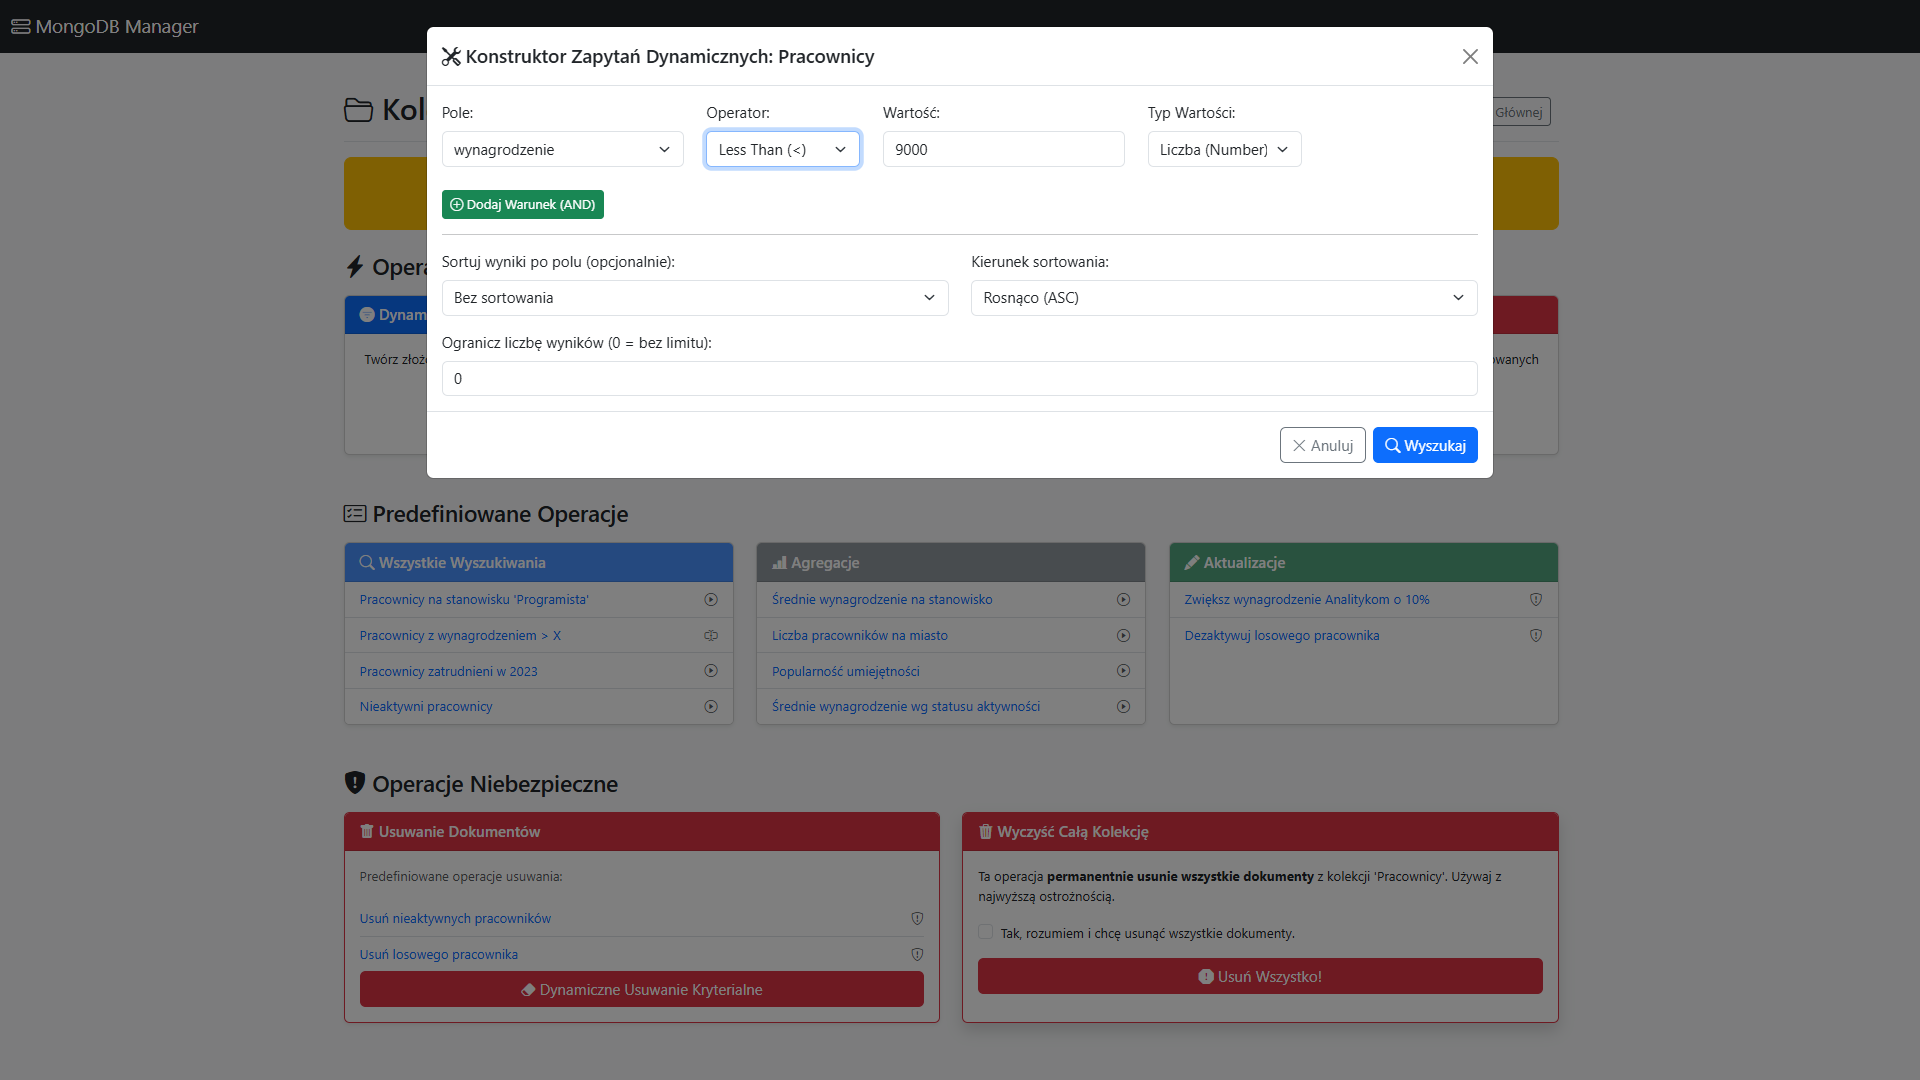 MongoDB Manager
Konstruktor Zapytań Dynamicznych: Pracownicy
Kol
Głównej
Pole:
Operator:
Wartość:
Typ Wartości:
wynagrodzenie
Less Than (<)
9000
Liczba (Number)
Dodaj Warunek (AND)
Sortuj wyniki po polu (opcjonalnie):
Kierunek sortowania:
Opera
Bez sortowania
Rosnąco (ASC)
Dynam
Ogranicz liczbę wyników (0 = bez limitu):
Twórz złoż
owanych
0
Anuluj
Wyszukaj
Predefiniowane Operacje
Wszystkie Wyszukiwania
Pracownicy na stanowisku 'Programista'
Pracownicy z wynagrodzeniem > X
Pracownicy zatrudnieni w 2023
Nieaktywni pracownicy
Agregacje
Średnie wynagrodzenie na stanowisko
Liczba pracowników na miasto
Popularność umiejętności
Średnie wynagrodzenie wg statusu aktywności
Aktualizacje
Zwiększ wynagrodzenie Analitykom o 10%
Dezaktywuj losowego pracownika
Operacje Niebezpieczne
Usuwanie Dokumentów
Predefiniowane operacje usuwania:
Usuń nieaktywnych pracowników
Usuń losowego pracownika
Dynamiczne Usuwanie Kryterialne
Wyczyść Całą Kolekcję
Ta operacja permanentnie usunie wszystkie dokumenty z kolekcji 'Pracownicy'. Używaj z
najwyższą ostrożnością.
Tak, rozumiem i chcę usunąć wszystkie dokumenty.
Usuń Wszystko!